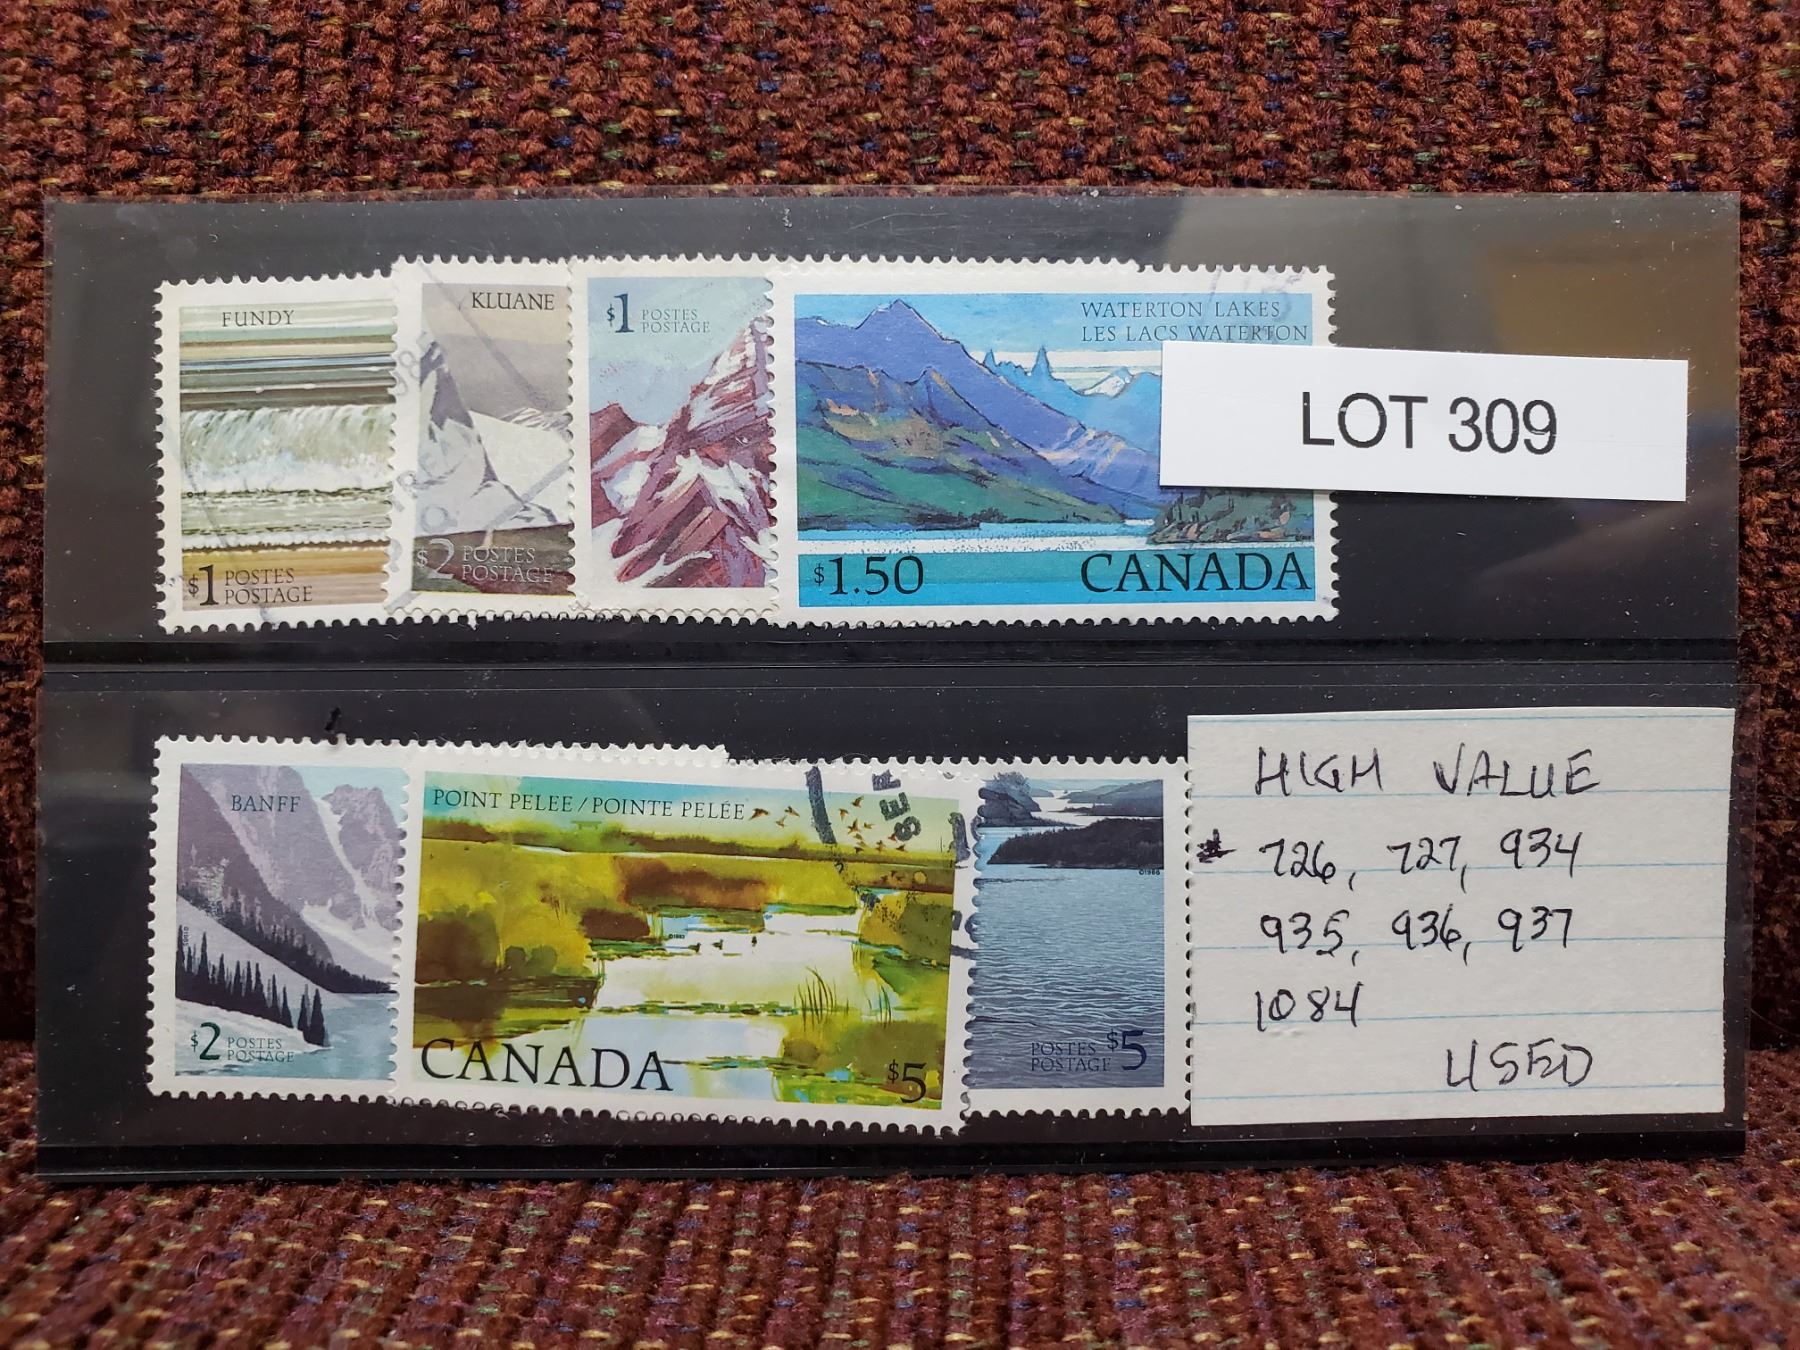 FUNDY
$1 POSTES
POSTAGE
KLUANE
$2 POSTES
POSTAGE
$1 POSTES
POSTAGE
WATERTON LAKES
LES LACS WATERTON
$1.50 CANADA
LOT 309
BANFF
$2 POSTES
POSTAGE
POINT PELEE / POINTE PELÉE
SEP
CANADA $5
©1986
POSTES $5
POSTAGE
HIGH VALUE
# 726, 727, 934
935, 936, 937
1084
USED